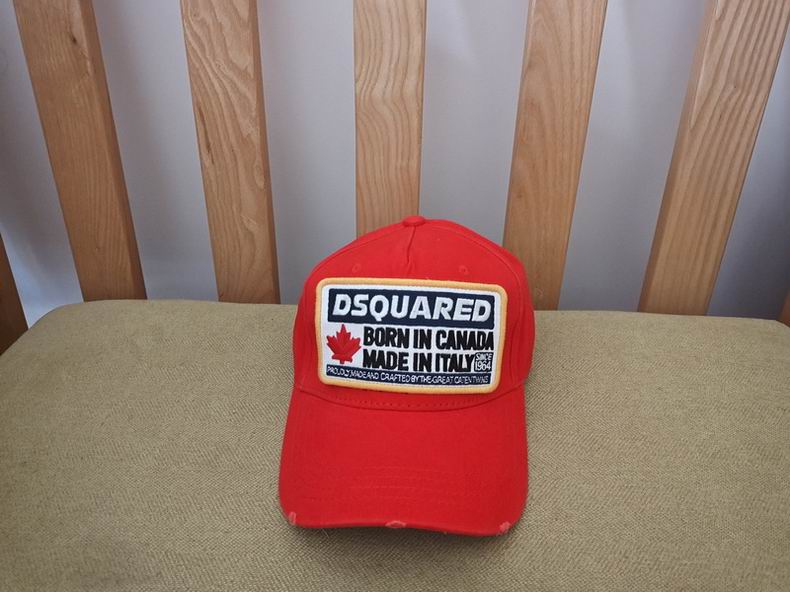 DSQUARED
BORN IN CANADA
MADE IN ITALY
SINCE
1964
PROUDLY MADE AND CRAFTED BY THE GREAT CATEN TWINS